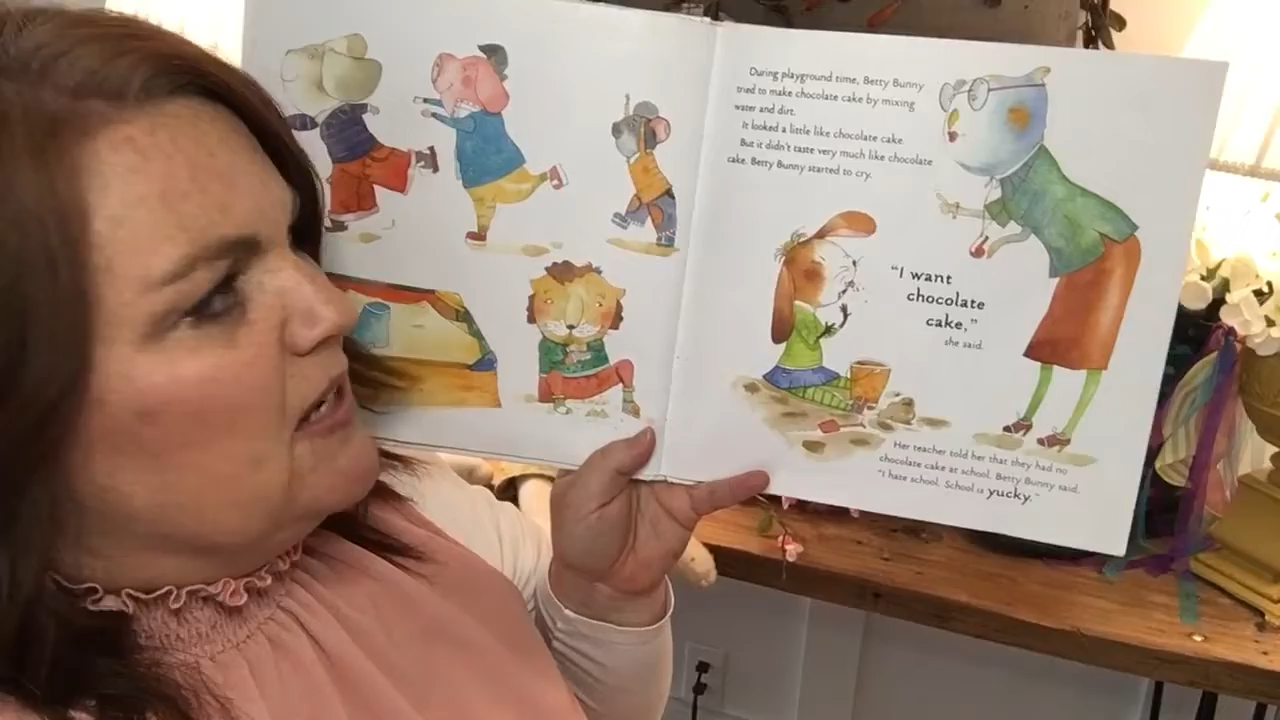 During playground time, Betty Bunny
tried to make chocolate cake by mixing
water and dirt.
It looked a little like chocolate cake.
But it didn't taste very much like chocolate
cake. Betty Bunny started to cry.
"I want
chocolate
cake,"
she said.
Her teacher told her that they had no
chocolate cake at school. Betty Bunny said,
"I hate school. School is yucky."